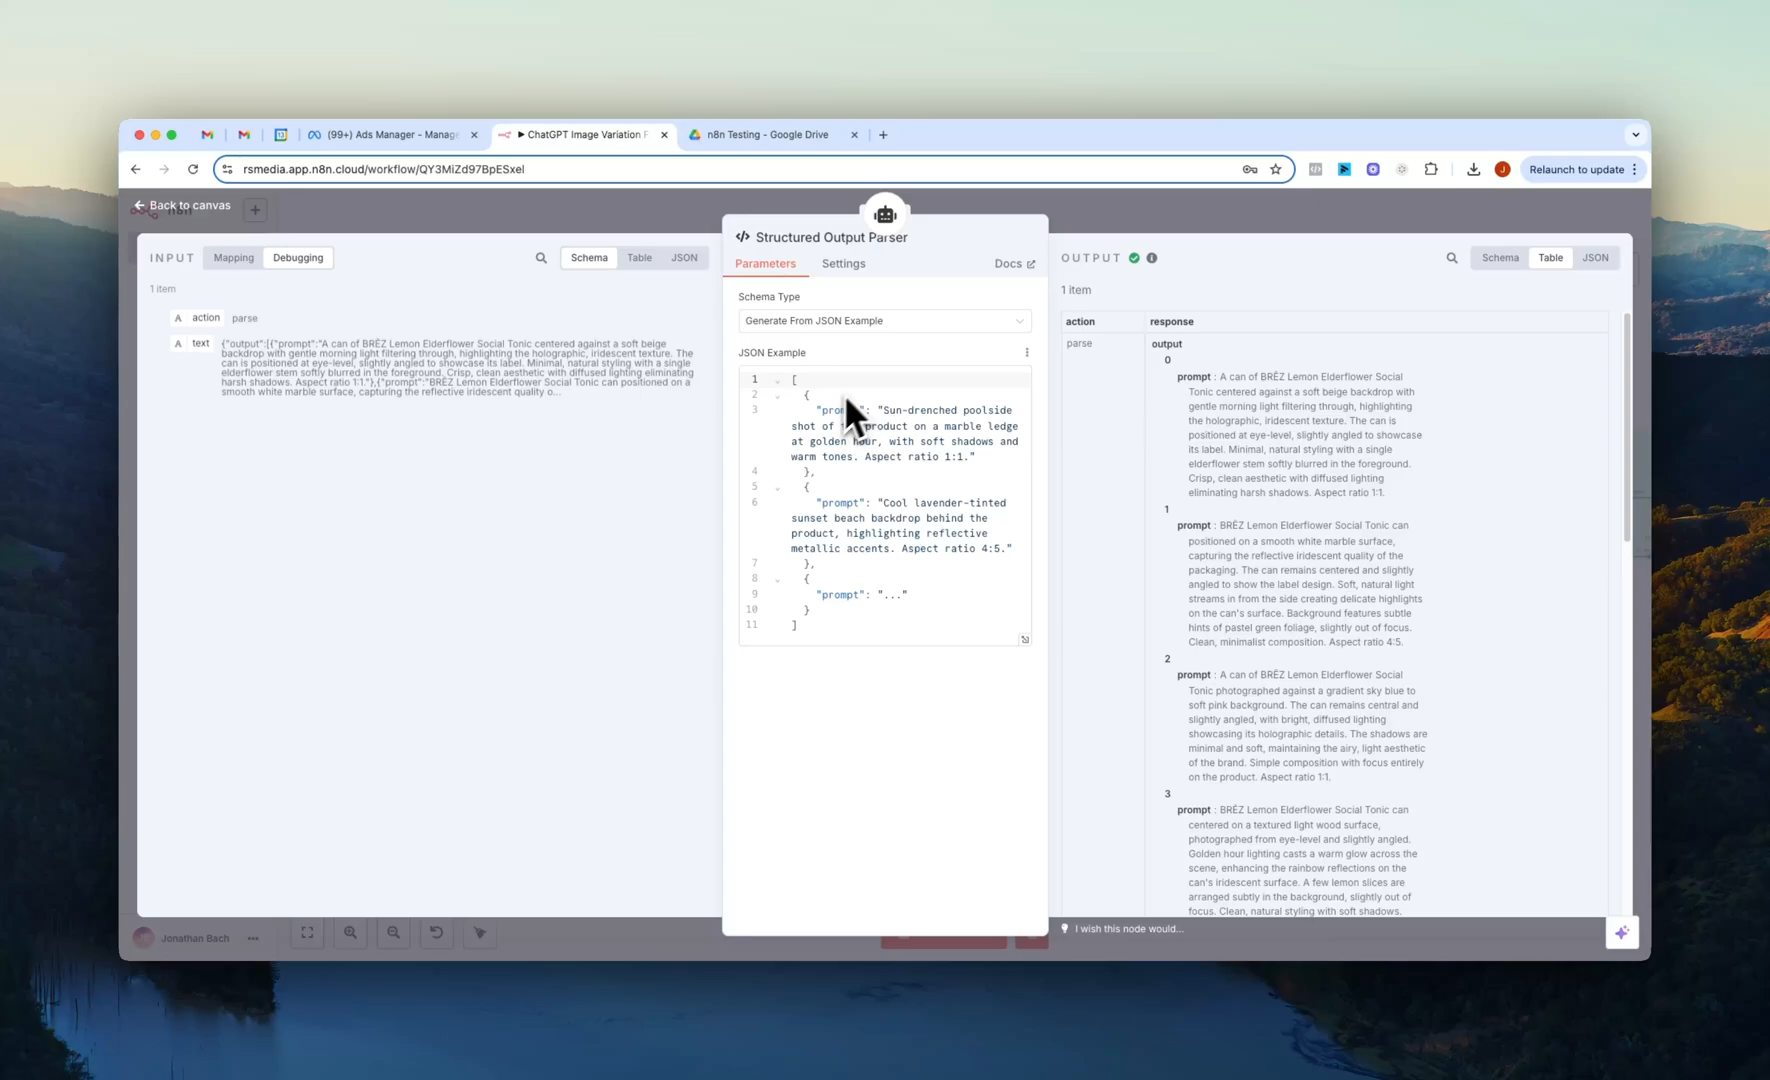 (99+) Ads Manager - Manage
ChatGPT Image Variation F
n8n Testing - Google Drive
rsmedia.app.n8n.cloud/workflow/QY3MiZd97BpESxel
J
Relaunch to update
Back to canvas
INPUT
Mapping
Debugging
Schema
Table
JSON
1 item
A action parse
A text {"output":[{"prompt":"A can of BRĒZ Lemon Elderflower Social Tonic centered against a soft beige
backdrop with gentle morning light filtering through, highlighting the holographic, iridescent texture. The
can is positioned at eye-level, slightly angled to showcase its label. Minimal, natural styling with a single
elderflower stem softly blurred in the foreground. Crisp, clean aesthetic with diffused lighting eliminating
harsh shadows. Aspect ratio 1:1."},{"prompt":"BRĒZ Lemon Elderflower Social Tonic can positioned on a
smooth white marble surface, capturing the reflective iridescent quality o...
Structured Output Parser
Parameters
Settings
Docs
Schema Type
Generate From JSON Example
JSON Example
1 [
2 {
3 "prom": "Sun-drenched poolside
shot of product on a marble ledge
at golden hour, with soft shadows and
warm tones. Aspect ratio 1:1."
4 },
5 {
6 "prompt": "Cool lavender-tinted
sunset beach backdrop behind the
product, highlighting reflective
metallic accents. Aspect ratio 4:5."
7 },
8 {
9 "prompt": "..."
10 }
11 ]
OUTPUT
Schema
Table
JSON
1 item
action
response
parse
output
0
prompt : A can of BRĒZ Lemon Elderflower Social
Tonic centered against a soft beige backdrop with
gentle morning light filtering through, highlighting
the holographic, iridescent texture. The can is
positioned at eye-level, slightly angled to showcase
its label. Minimal, natural styling with a single
elderflower stem softly blurred in the foreground.
Crisp, clean aesthetic with diffused lighting
eliminating harsh shadows. Aspect ratio 1:1.
1
prompt : BRĒZ Lemon Elderflower Social Tonic can
positioned on a smooth white marble surface,
capturing the reflective iridescent quality of the
packaging. The can remains centered and slightly
angled to show the label design. Soft, natural light
streams in from the side creating delicate highlights
on the can's surface. Background features subtle
hints of pastel green foliage, slightly out of focus.
Clean, minimalist composition. Aspect ratio 4:5.
2
prompt : A can of BRĒZ Lemon Elderflower Social
Tonic photographed against a gradient sky blue to
soft pink background. The can remains central and
slightly angled, with bright, diffused lighting
showcasing its holographic details. The shadows are
minimal and soft, maintaining the airy, light aesthetic
of the brand. Simple composition with focus entirely
on the product. Aspect ratio 1:1.
3
prompt : BRĒZ Lemon Elderflower Social Tonic can
centered on a textured light wood surface,
photographed from eye-level and slightly angled.
Golden hour lighting casts a warm glow across the
scene, enhancing the rainbow reflections on the
can's iridescent surface. A few lemon slices are
arranged subtly in the background, slightly out of
focus. Clean, natural styling with soft shadows.
Jonathan Bach
I wish this node would...